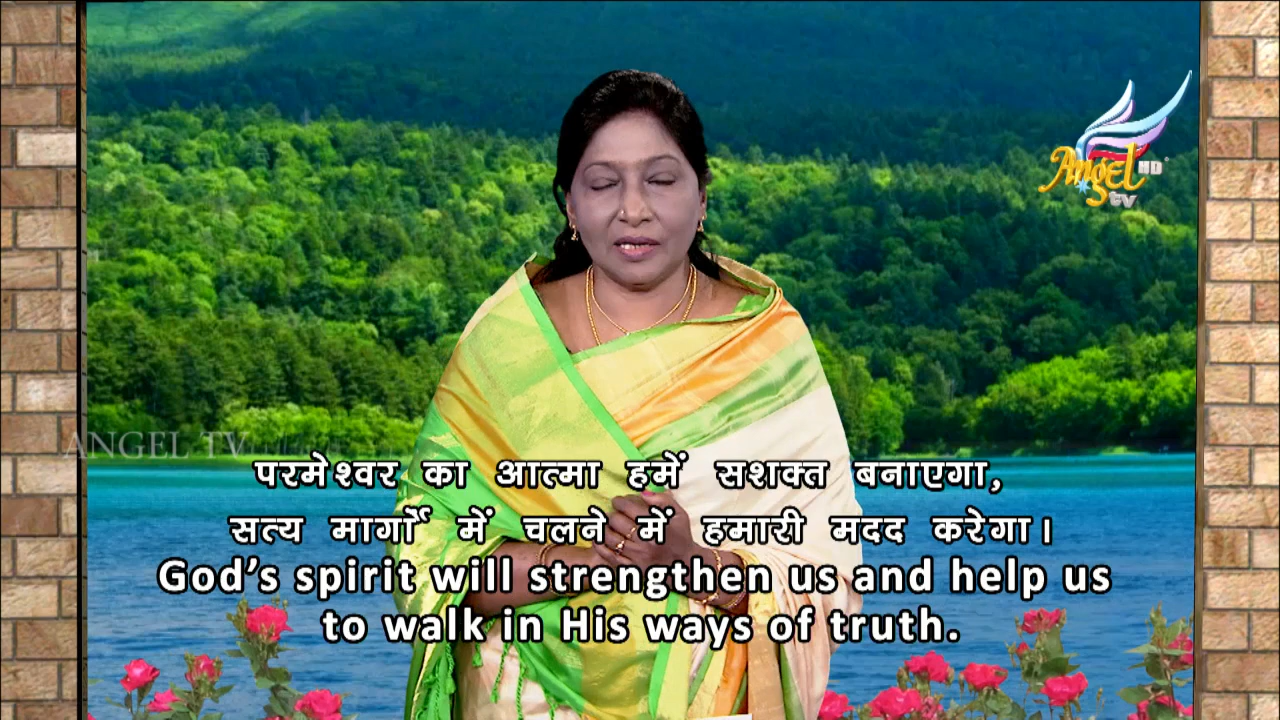 Angel HD
tv
ANGEL TV
परमेश्वर का आत्मा हमें सशक्त बनाएगा,
सत्य मार्गों में चलने में हमारी मदद करेगा।
God’s spirit will strengthen us and help us
to walk in His ways of truth.